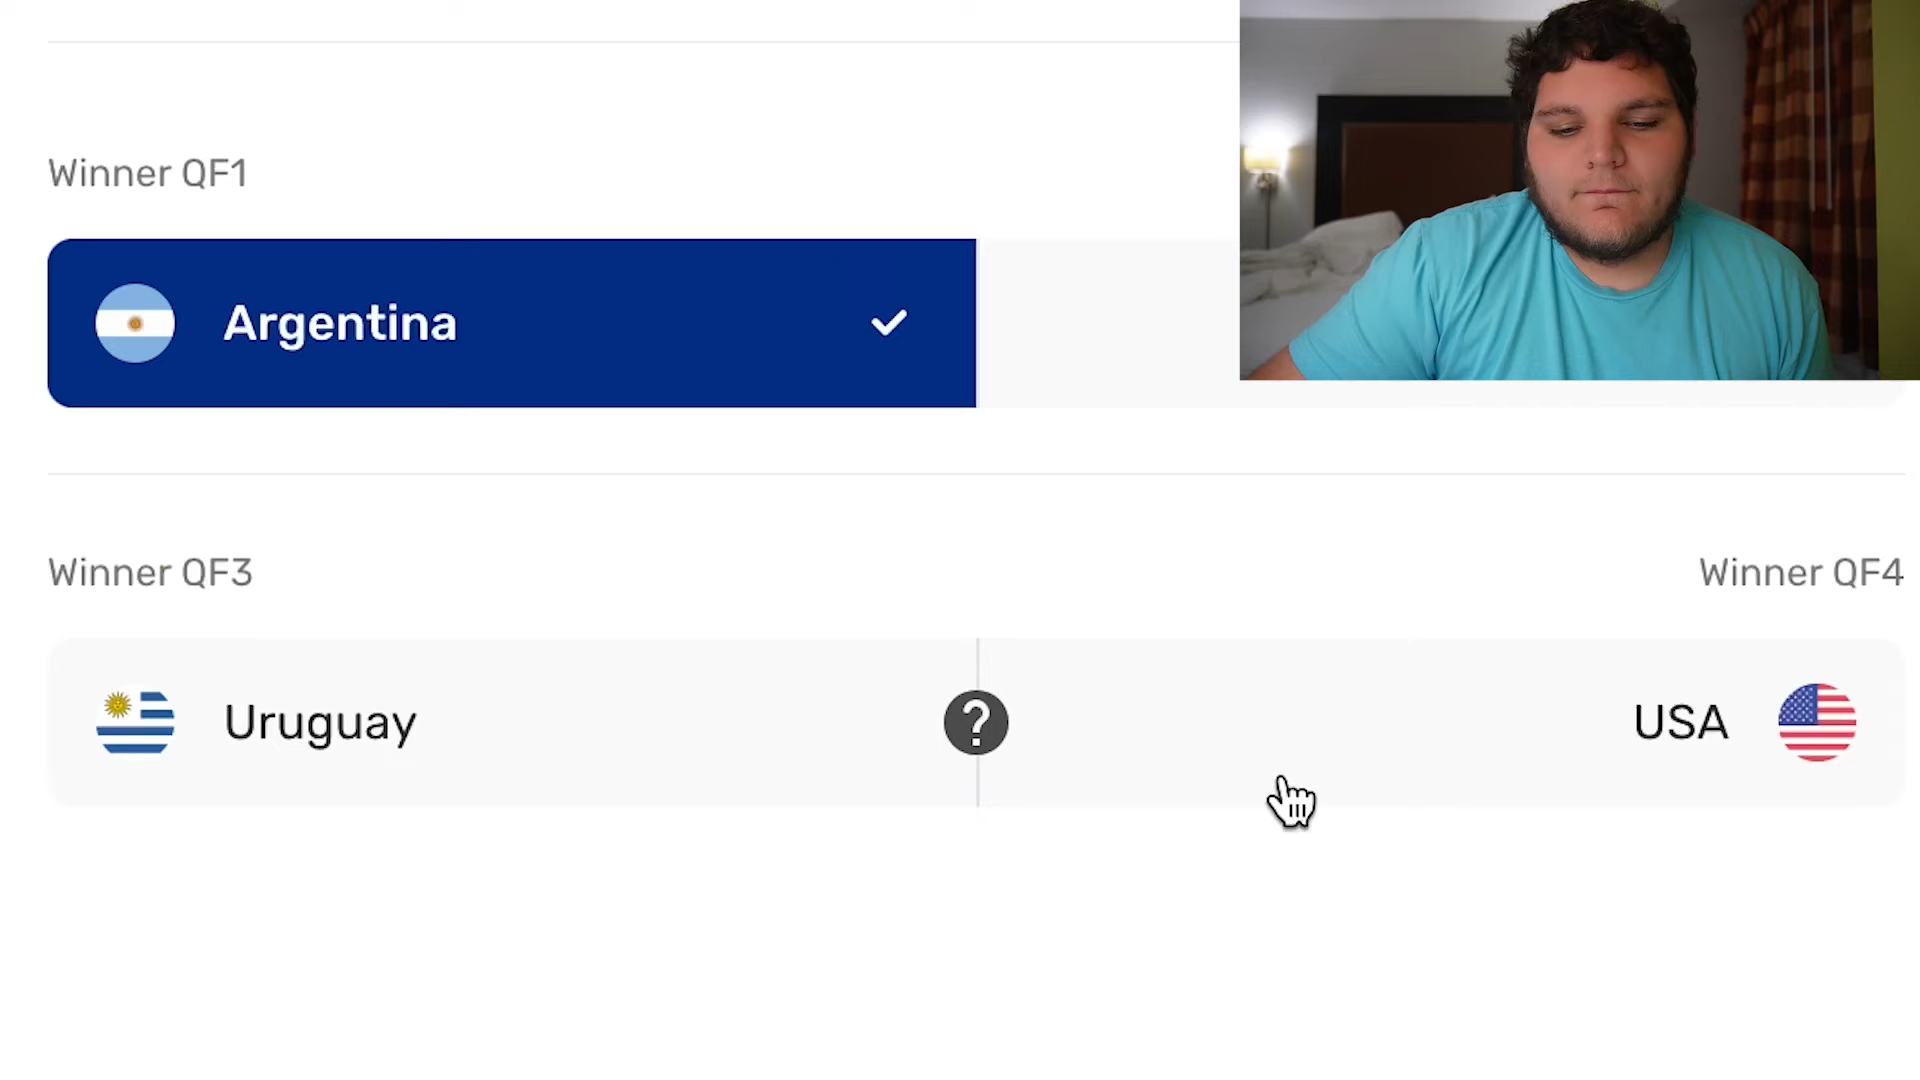 Winner QF1
Argentina
Winner QF3
Winner QF4
Uruguay
?
USA